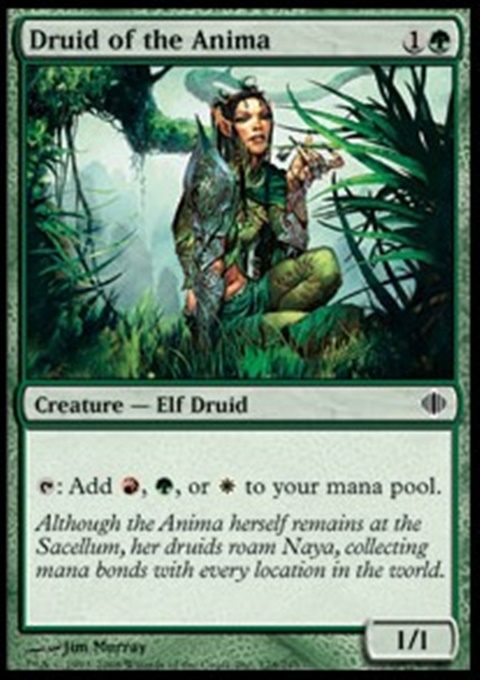 Druid of the Anima 1
Creature — Elf Druid
: Add , , or to your mana pool.
Although the Anima herself remains at the
Sacellum, her druids roam Naya, collecting
mana bonds with every location in the world.
Jim Murray
1/1